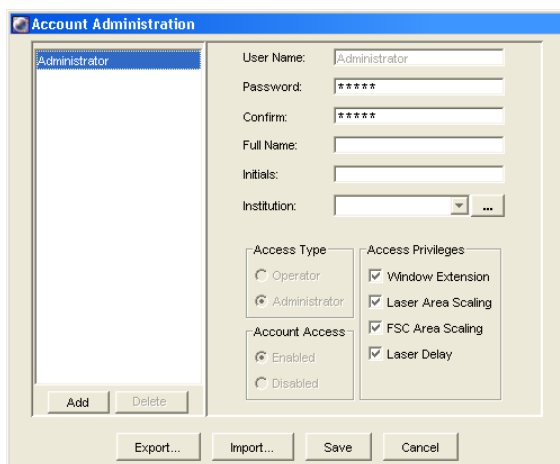 Account Administration
Administrator
User Name: Administrator
Password: *****
Confirm: *****
Full Name:
Initials:
Institution: ...
Access Type
Operator
Administrator
Account Access
Enabled
Disabled
Access Privileges
Window Extension
Laser Area Scaling
FSC Area Scaling
Laser Delay
Add Delete
Export... Import... Save Cancel